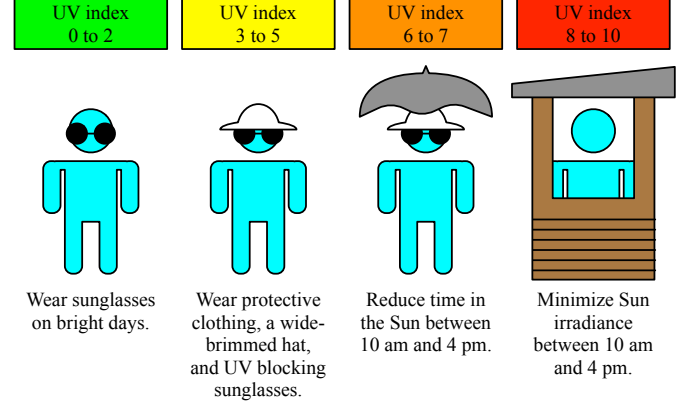 UV index
0 to 2
UV index
3 to 5
UV index
6 to 7
UV index
8 to 10
Wear sunglasses
on bright days.
Wear protective
clothing, a wide-
brimmed hat,
and UV blocking
sunglasses.
Reduce time in
the Sun between
10 am and 4 pm.
Minimize Sun
irradiance
between 10 am
and 4 pm.